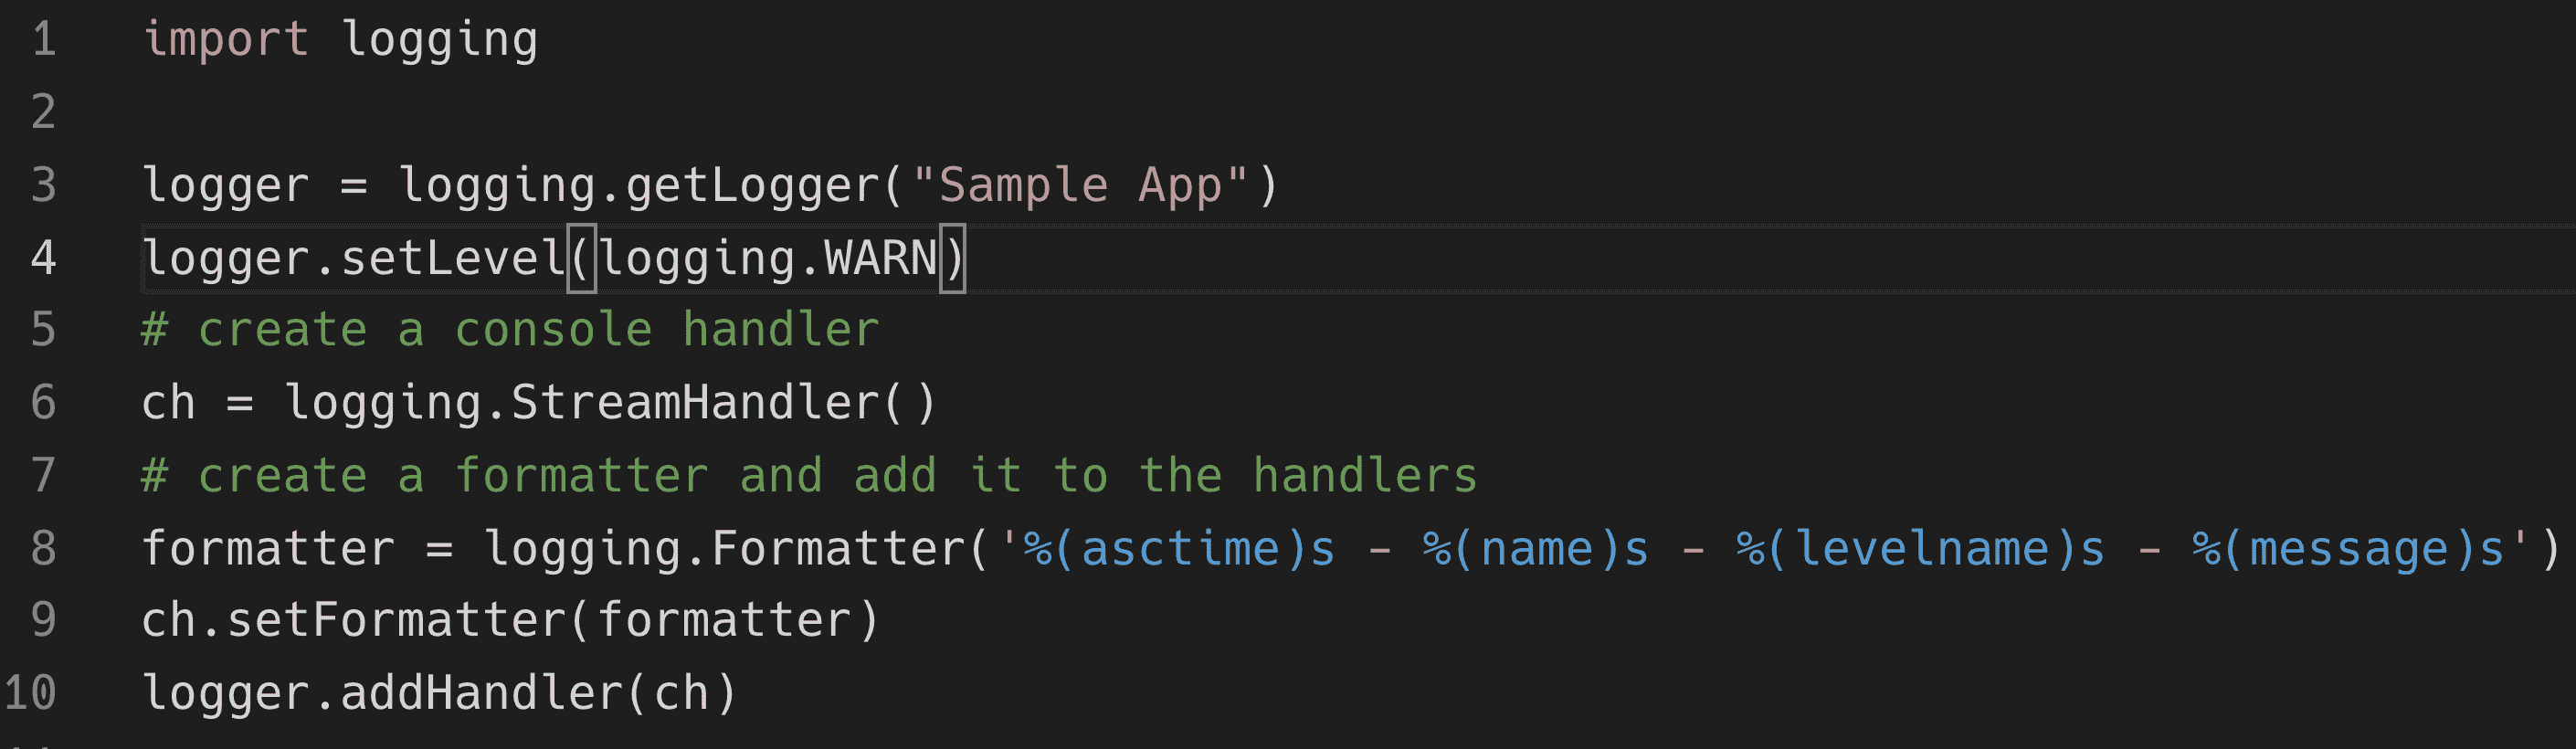 1 import logging
2
3 logger = logging.getLogger("Sample App")
4 logger.setLevel(logging.WARN)
5 # create a console handler
6 ch = logging.StreamHandler()
7 # create a formatter and add it to the handlers
8 formatter = logging.Formatter('%(asctime)s - %(name)s - %(levelname)s - %(message)s')
9 ch.setFormatter(formatter)
10 logger.addHandler(ch)